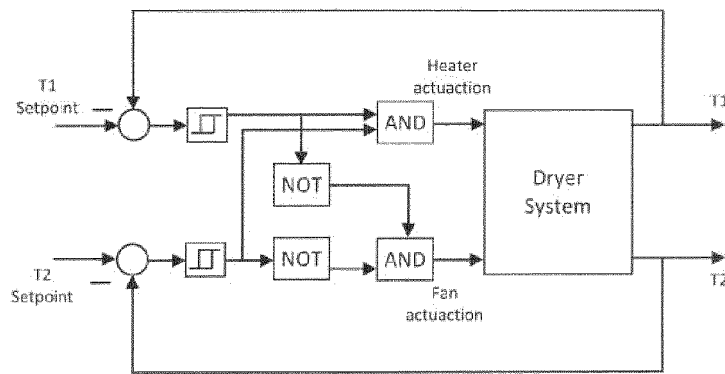 Heater
actuaction
T1
Setpoint
T1
AND
NOT
Dryer
System
T2
Setpoint
NOT
AND
T2
Fan
actuaction